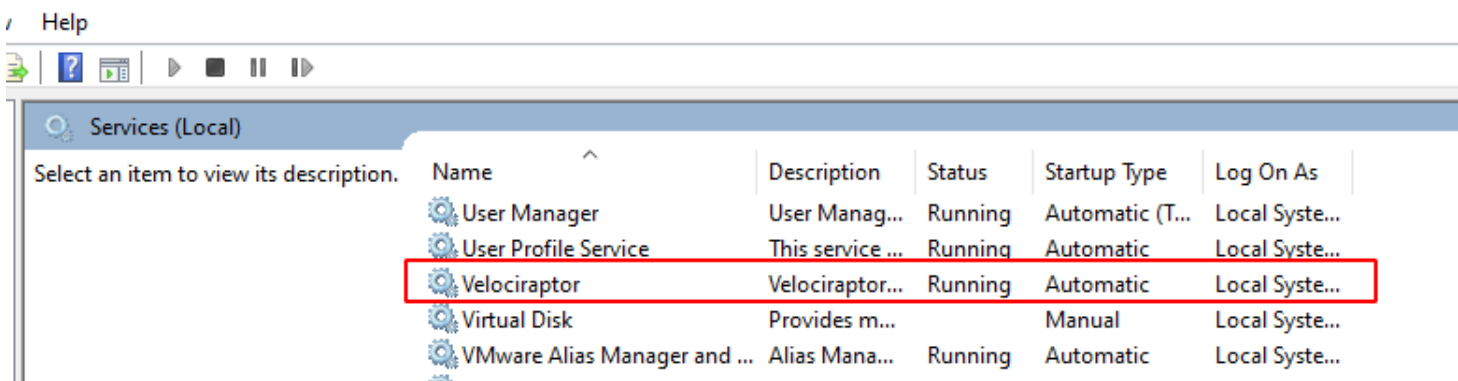 Help
Services (Local)
Select an item to view its description.
Name Description Status Startup Type Log On As
User Manager User Manag... Running Automatic (T... Local Syste...
User Profile Service This service ... Running Automatic Local Syste...
Velociraptor Velociraptor... Running Automatic Local Syste...
Virtual Disk Provides m... Manual Local Syste...
VMware Alias Manager and ... Alias Mana... Running Automatic Local Syste...